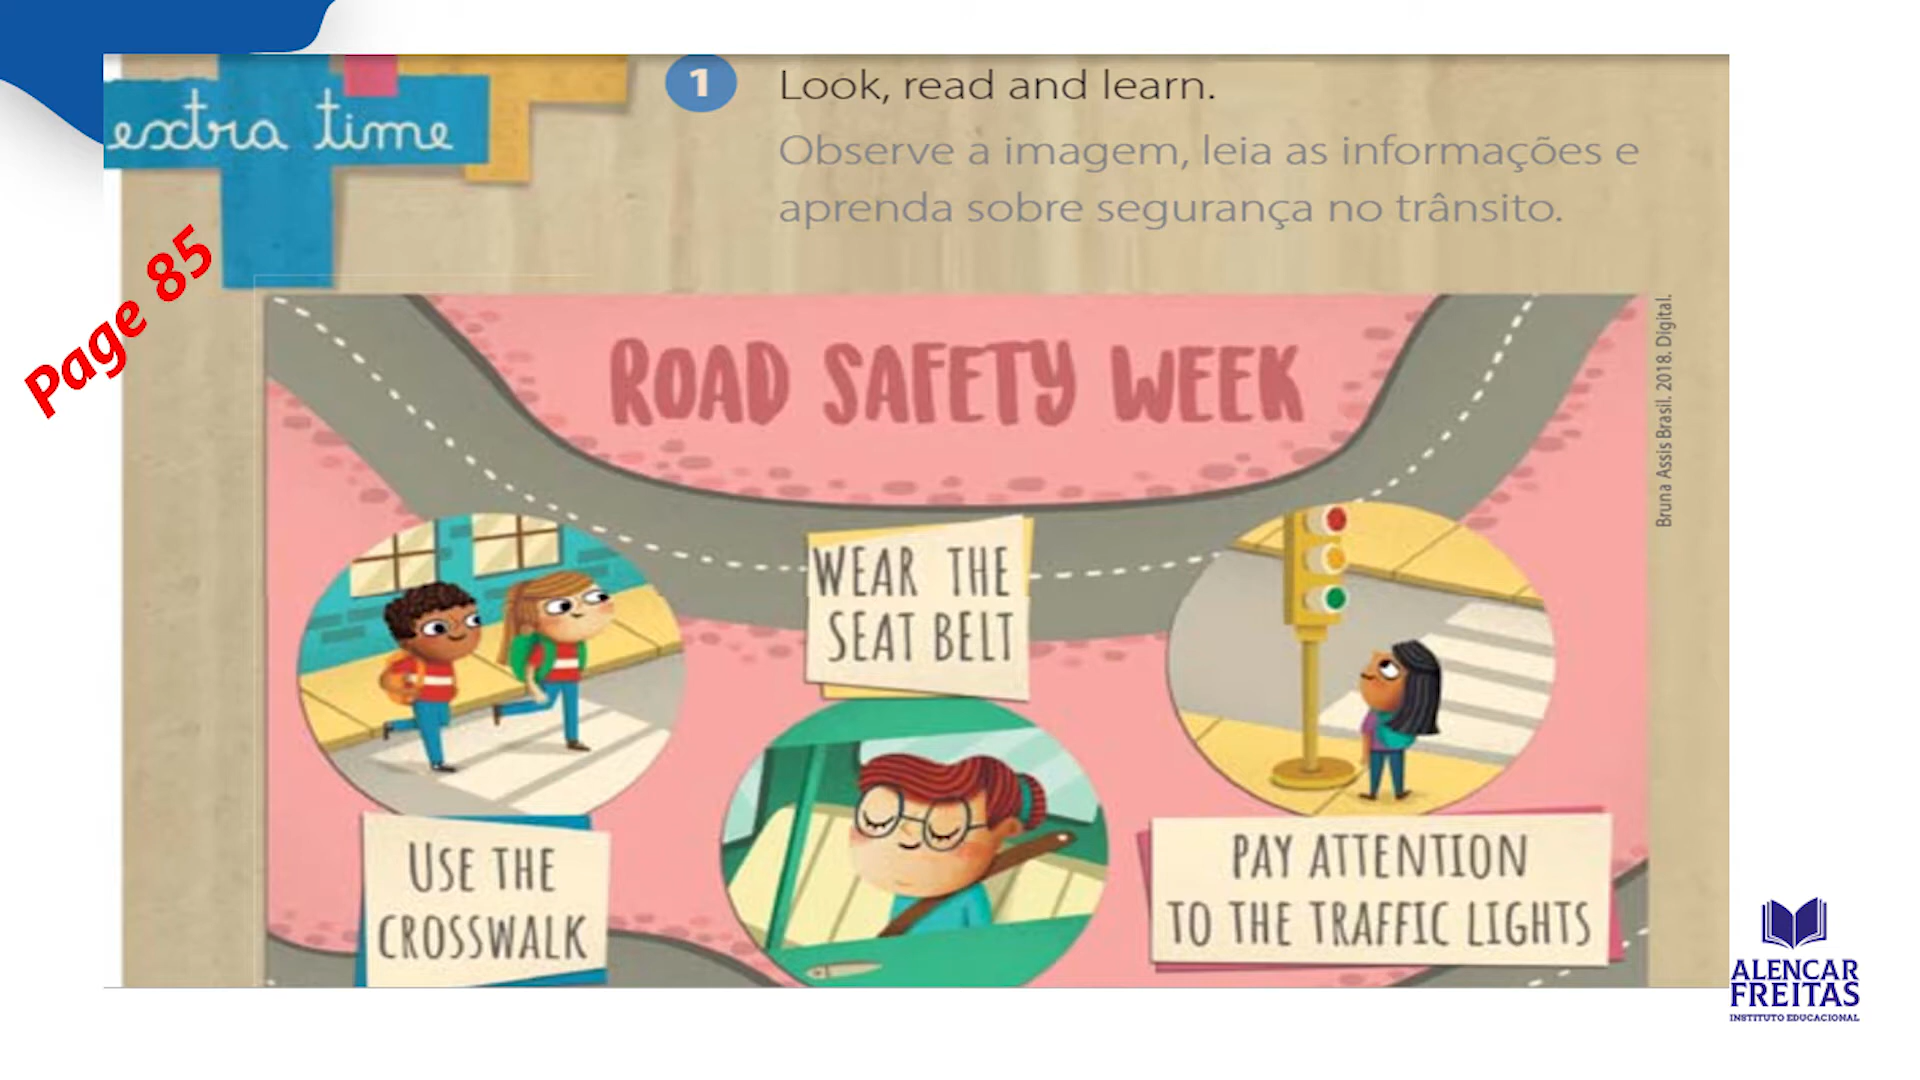 extra time
1 Look, read and learn.
Observe a imagem, leia as informações e
aprenda sobre segurança no trânsito.
Page 85
ROAD SAFETY WEEK
Bruna Assis Brasil. 2018. Digital.
WEAR THE
SEAT BELT
USE THE
CROSSWALK
PAY ATTENTION
TO THE TRAFFIC LIGHTS
ALENCAR
FREITAS
INSTITUTO EDUCACIONAL